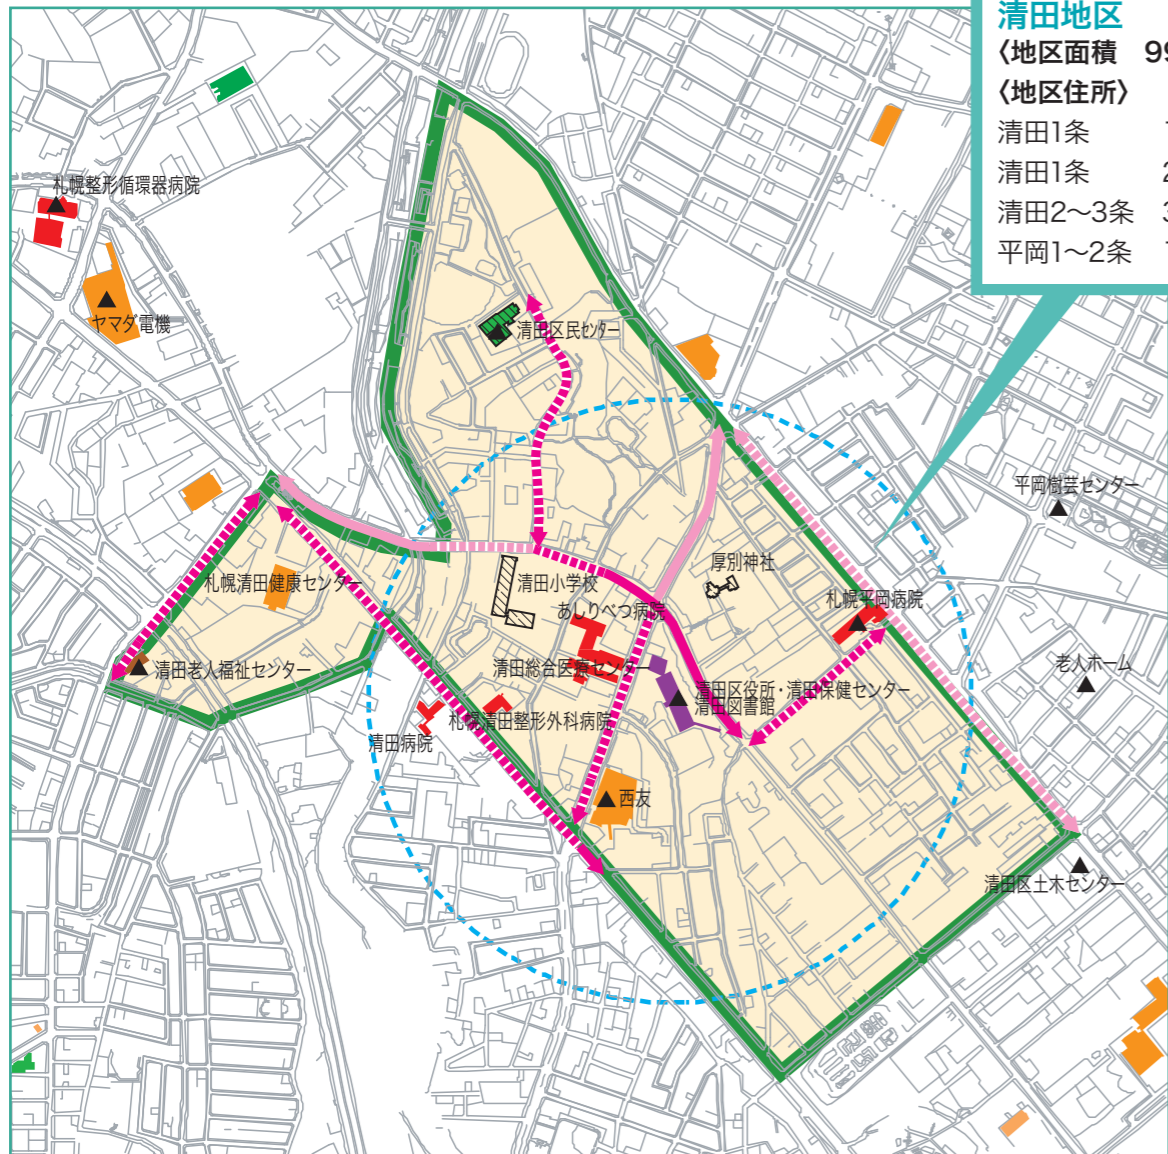 清田地区
〈地区面積 99
〈地区住所〉
清田1条
清田1条 2
清田2〜3条 3
平岡1〜2条
札幌整形循環器病院
ヤマダ電機
清田区民センター
平岡樹芸センター
厚別神社
札幌清田健康センター
清田小学校
あしりべつ病院
札幌平岡病院
清田老人福祉センター
清田総合医療センター
老人ホーム
清田区役所・清田保健センター
清田図書館
札幌清田整形外科病院
清田病院
西友
清田区土木センター